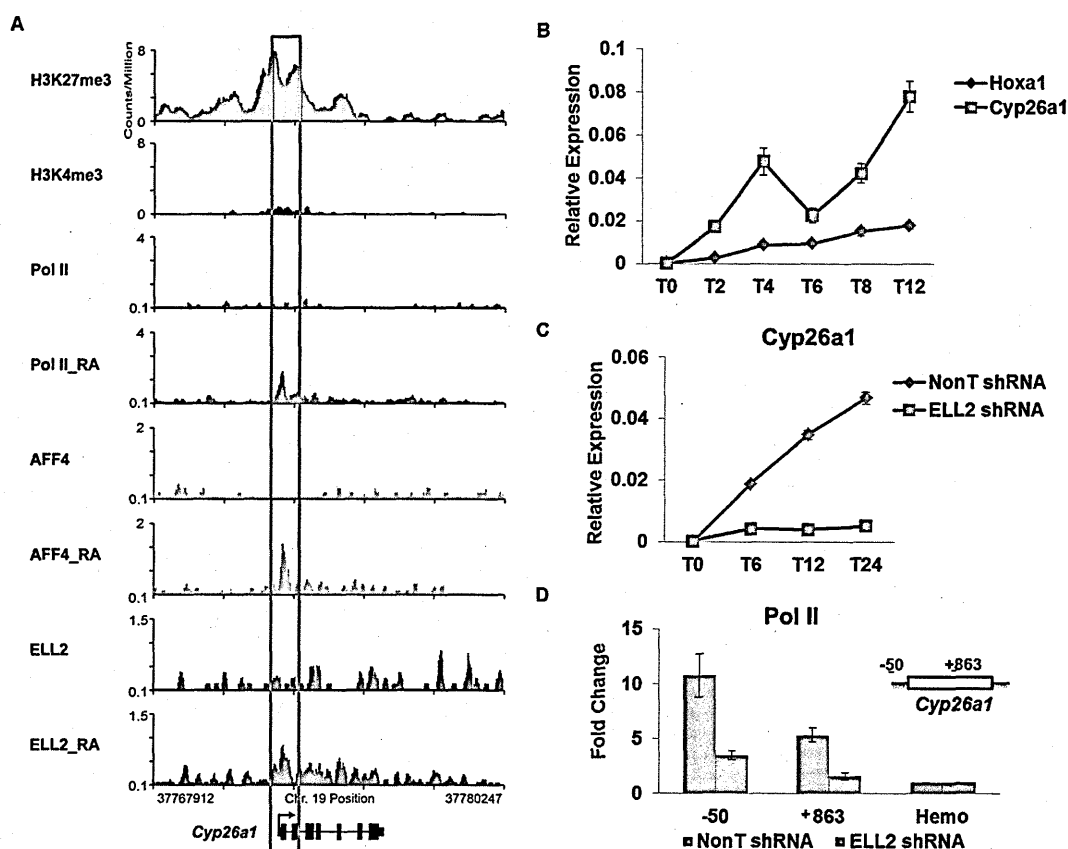 A
H3K27me3
Counts/Million
8
0
H3K4me3
8
0
Pol II
4
0.1
Pol II_RA
4
0.1
AFF4
2
0.1
AFF4_RA
2
0.1
ELL2
1.5
0.1
ELL2_RA
1.5
0.1
37767912 Chr. 19 Position 37780247
Cyp26a1
B
Relative Expression
0.1
0.08
0.06
0.04
0.02
0
T0 T2 T4 T6 T8 T12
Hoxa1
Cyp26a1
C
Cyp26a1
Relative Expression
0.06
0.04
0.02
0
T0 T6 T12 T24
NonT shRNA
ELL2 shRNA
D
Pol II
Fold Change
15
10
5
0
-50 +863
Cyp26a1
-50 +863 Hemo
NonT shRNA ELL2 shRNA